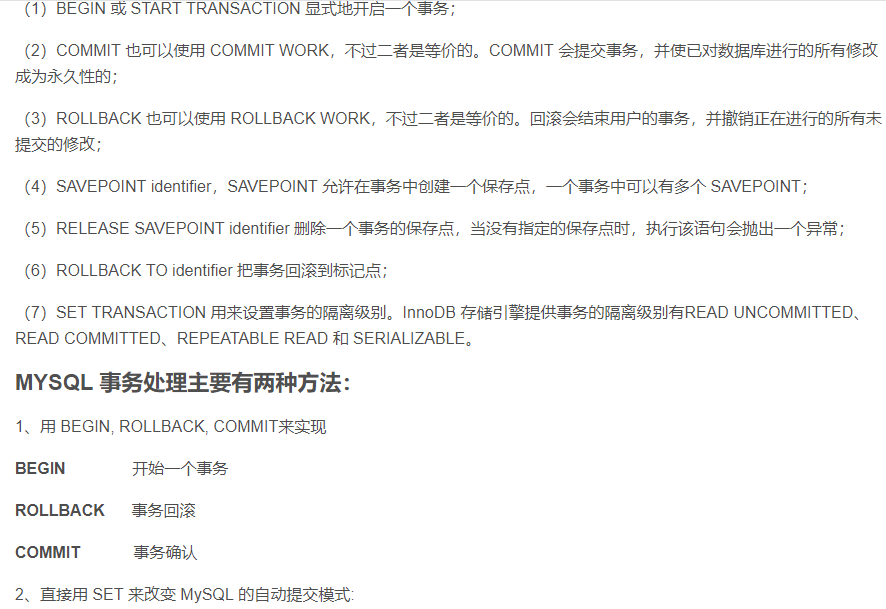 （1）BEGIN 或 START TRANSACTION 显式地开启一个事务；
（2）COMMIT 也可以使用 COMMIT WORK，不过二者是等价的。COMMIT 会提交事务，并使已对数据库进行的所有修改
成为永久性的；
（3）ROLLBACK 也可以使用 ROLLBACK WORK，不过二者是等价的。回滚会结束用户的事务，并撤销正在进行的所有未
提交的修改；
（4）SAVEPOINT identifier，SAVEPOINT 允许在事务中创建一个保存点，一个事务中可以有多个 SAVEPOINT；
（5）RELEASE SAVEPOINT identifier 删除一个事务的保存点，当没有指定的保存点时，执行该语句会抛出一个异常；
（6）ROLLBACK TO identifier 把事务回滚到标记点；
（7）SET TRANSACTION 用来设置事务的隔离级别。InnoDB 存储引擎提供事务的隔离级别有READ UNCOMMITTED、
READ COMMITTED、REPEATABLE READ 和 SERIALIZABLE。
MYSQL 事务处理主要有两种方法：
1、用 BEGIN, ROLLBACK, COMMIT来实现
BEGIN 开始一个事务
ROLLBACK 事务回滚
COMMIT 事务确认
2、直接用 SET 来改变 MySQL 的自动提交模式: